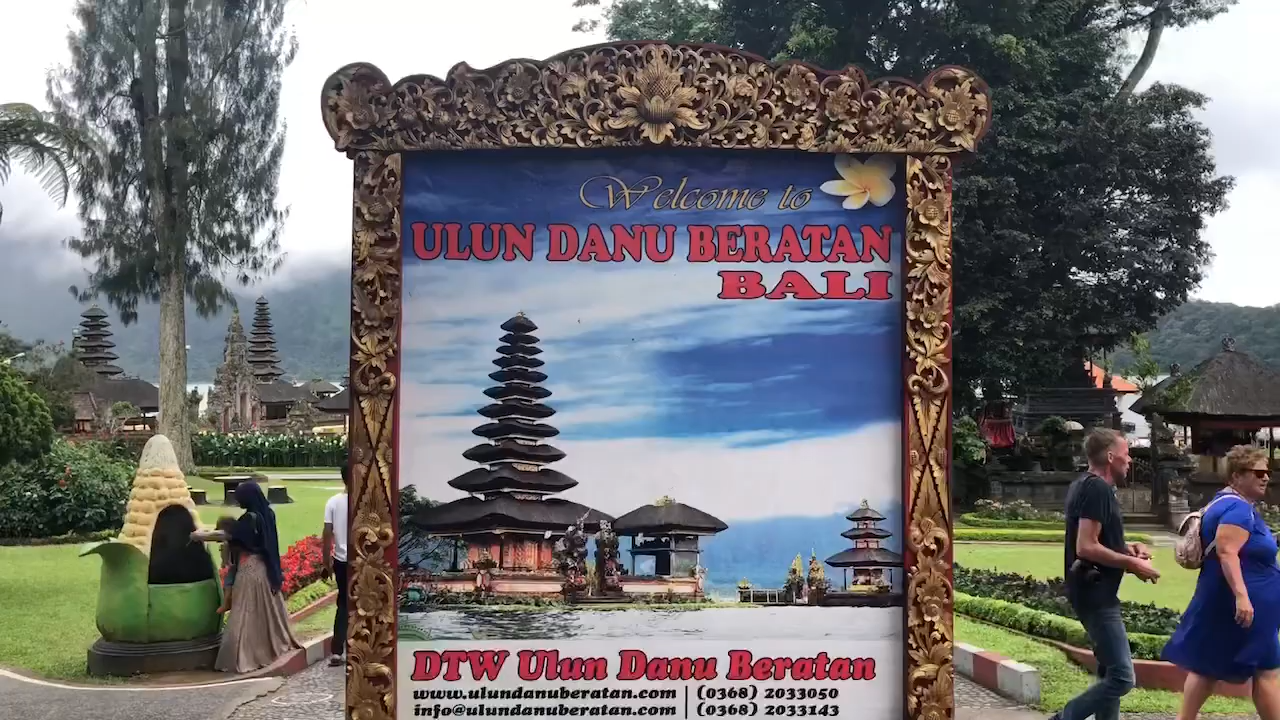 Welcome to
ULUN DANU BERATAN
BALI
DTW Ulun Danu Beratan
www.ulundanuberatan.com | (0368) 2033050
info@ulundanuberatan.com | (0368) 2033143